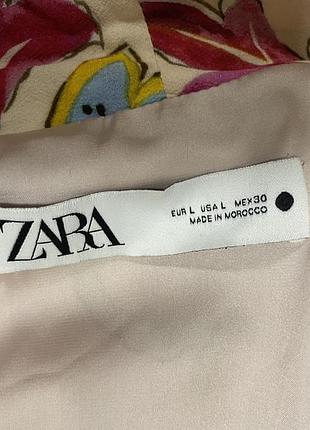 ZARA
EUR L USA L MEX 30
MADE IN MOROCCO